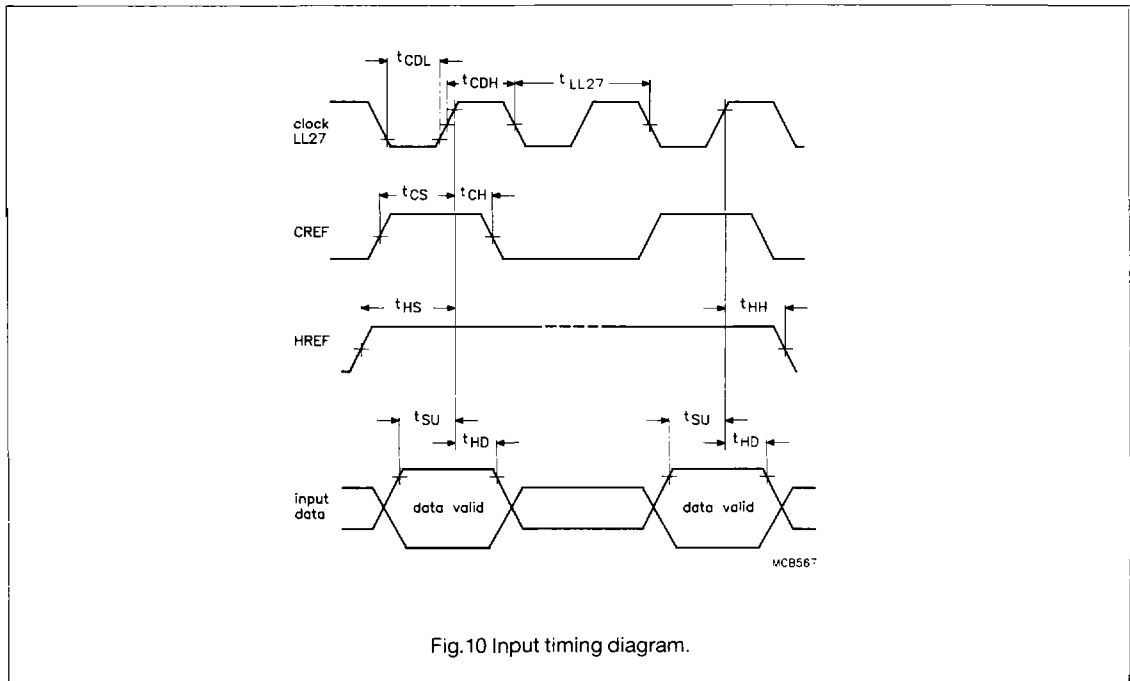 tCDL
tCDH
tLL27
clock
LL27
tCS
tCH
CREF
tHS
tHH
HREF
tSU
tSU
tHD
tHD
input
data
data valid
data valid
MCB567
Fig.10 Input timing diagram.